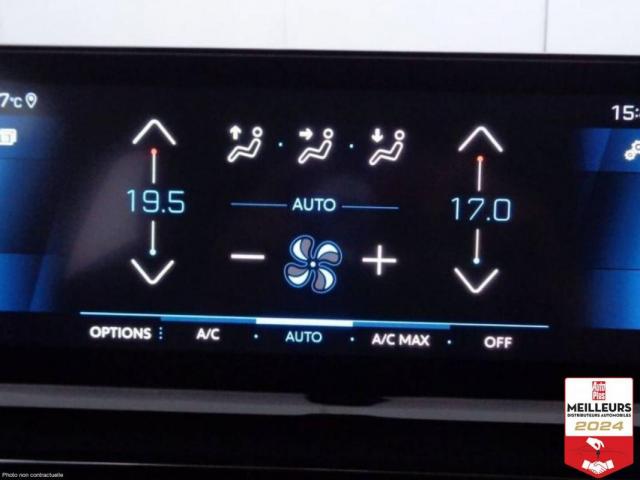 7°C
15:
19.5
AUTO
17.0
OPTIONS A/C AUTO A/C MAX OFF
Auto Plus
MEILLEURS
DISTRIBUTEURS AUTOMOBILES
2024
Photo non contractuelle